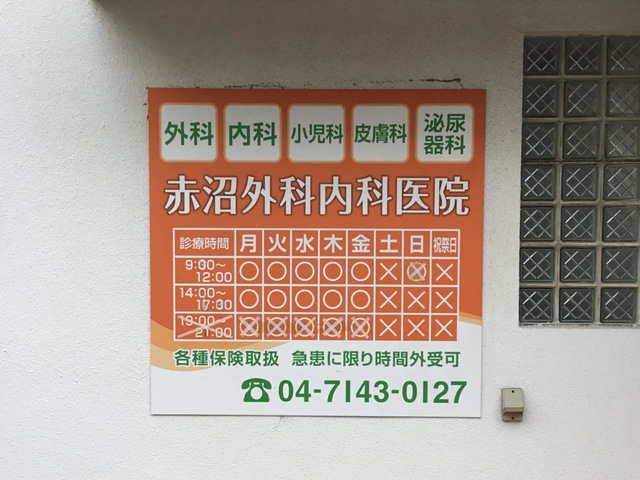 外科 内科 小児科 皮膚科 泌尿器科
赤沼外科内科医院
診療時間 月 火 水 木 金 土 日 祝祭日
9:00〜12:00 ○ ○ ○ ○ ○ × × ×
14:00〜17:30 ○ ○ ○ ○ ○ × × ×
19:00〜21:00 × × × × × × × ×
各種保険取扱 急患に限り時間外受可
☎04-7143-0127